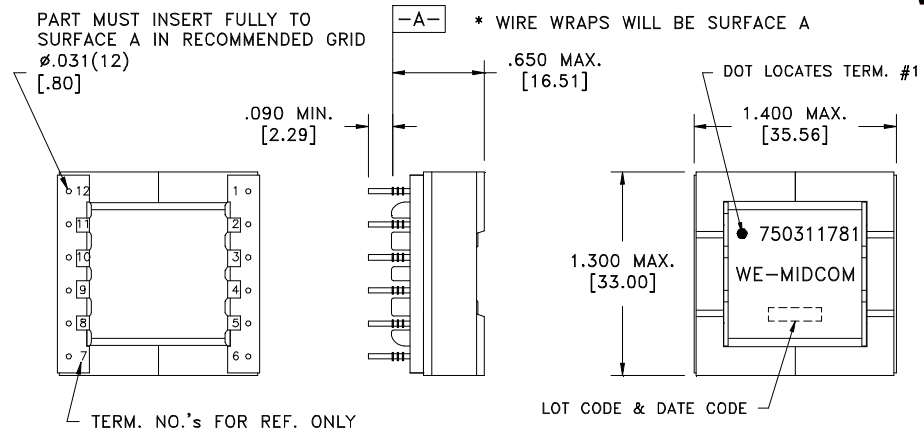 PART MUST INSERT FULLY TO
SURFACE A IN RECOMMENDED GRID
ø.031(12)
[.80]
-A-
* WIRE WRAPS WILL BE SURFACE A
.650 MAX.
[16.51]
DOT LOCATES TERM. #1
.090 MIN.
[2.29]
1.400 MAX.
[35.56]
12 1
11 2
10 3
9 4
8 5
7 6
1.300 MAX.
[33.00]
750311781
WE-MIDCOM
TERM. NO.'s FOR REF. ONLY
LOT CODE & DATE CODE